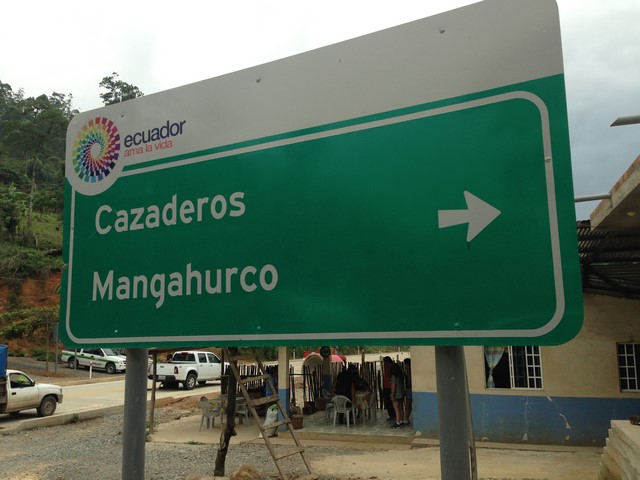 ecuador
ama la vida
Cazaderos
Mangahurco